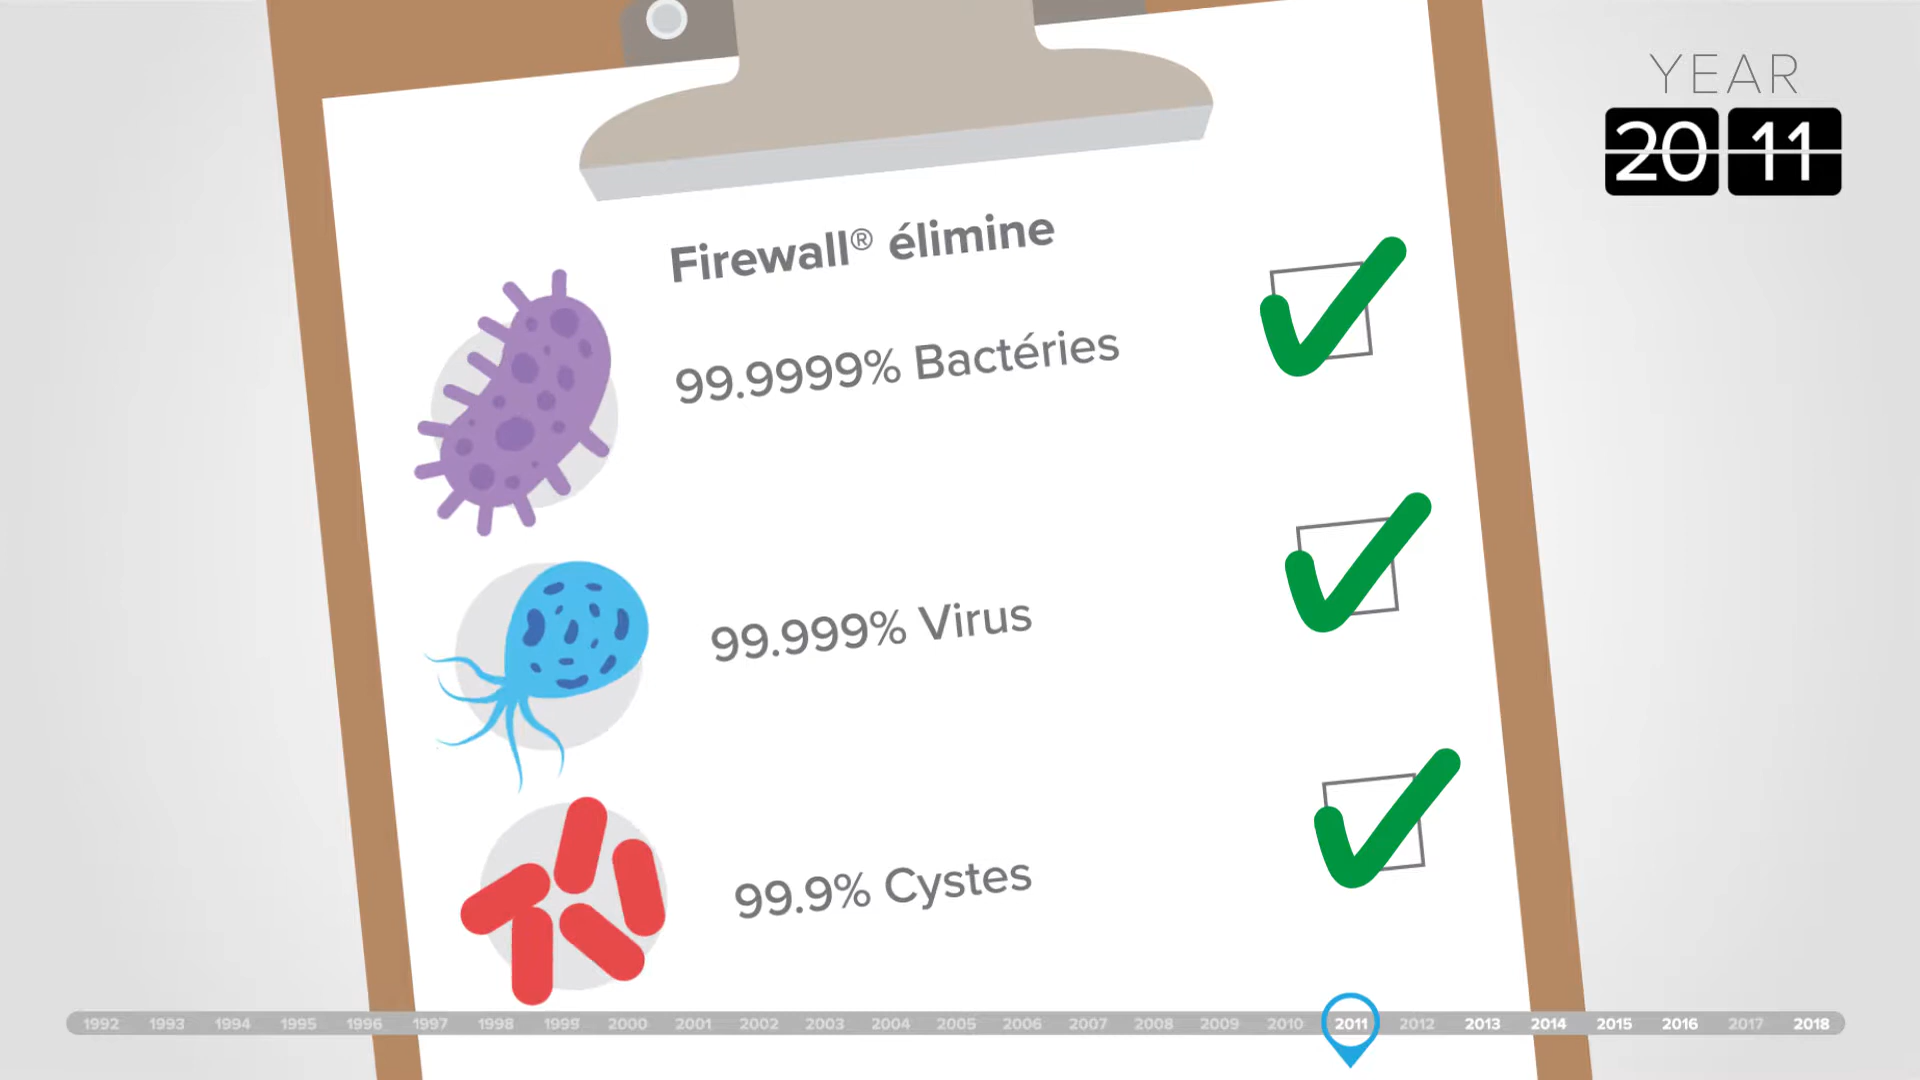 YEAR
20 11
Firewall® élimine
99.9999% Bactéries
99.999% Virus
99.9% Cystes
1992 1993 1994 1995 1996 1997 1998 1999 2000 2001 2002 2003 2004 2005 2006 2007 2008 2009 2010 2011 2012 2013 2014 2015 2016 2017 2018